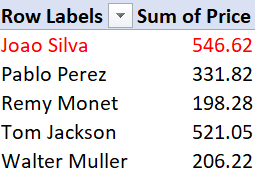 Row Labels Sum of Price
Joao Silva 546.62
Pablo Perez 331.82
Remy Monet 198.28
Tom Jackson 521.05
Walter Muller 206.22